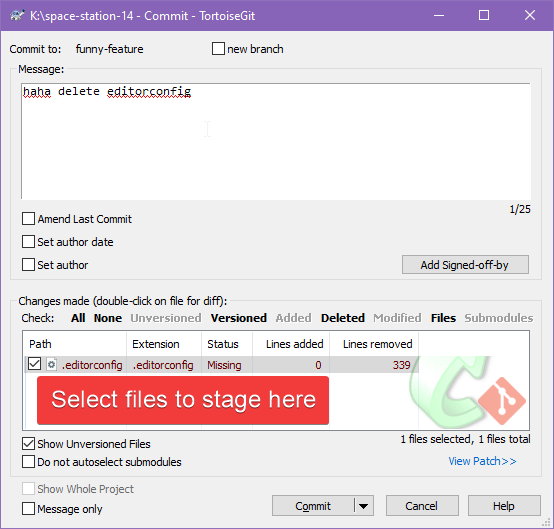 K:\space-station-14 - Commit - TortoiseGit
Commit to: funny-feature new branch
Message:
haha delete editorconfig
1/25
Amend Last Commit
Set author date
Set author Add Signed-off-by
Changes made (double-click on file for diff):
Check: All None Unversioned Versioned Added Deleted Modified Files Submodules
Path Extension Status Lines added Lines removed
.editorconfig .editorconfig Missing 0 339
Select files to stage here
Show Unversioned Files 1 files selected, 1 files total
Do not autoselect submodules View Patch>>
Show Whole Project
Message only Commit Cancel Help